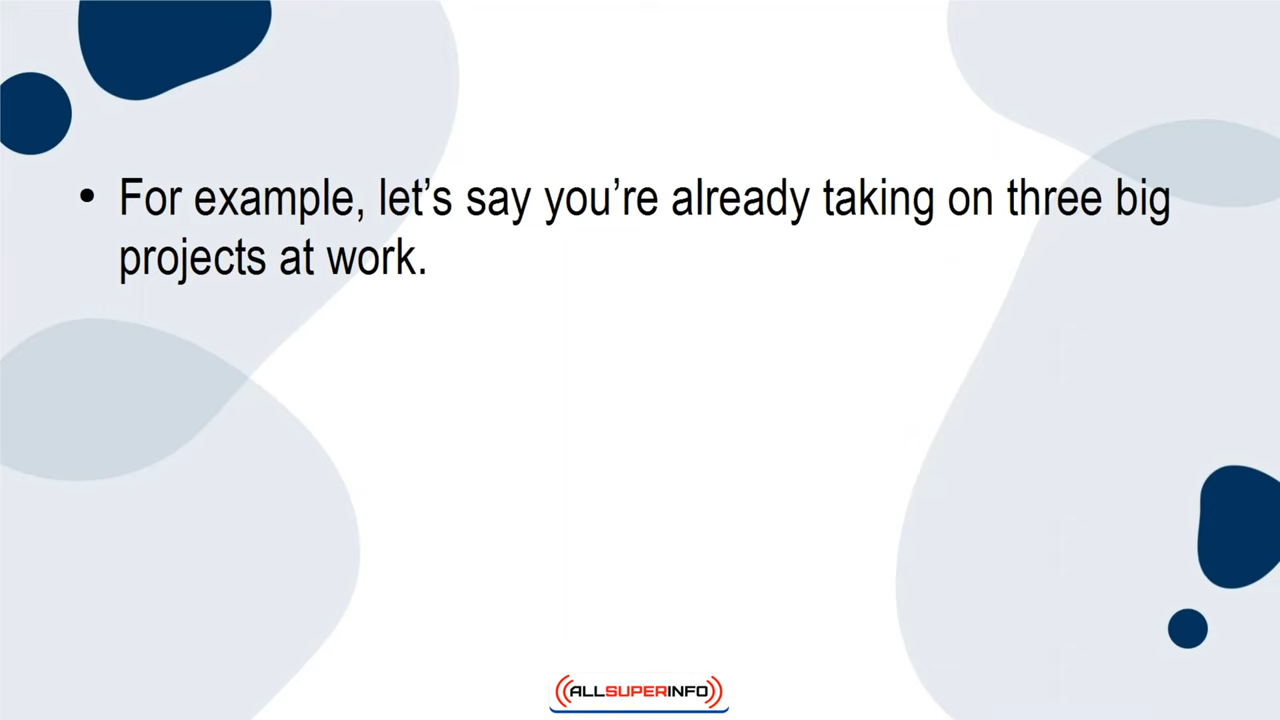 • For example, let’s say you’re already taking on three big
projects at work.
ALLSUPERINFO